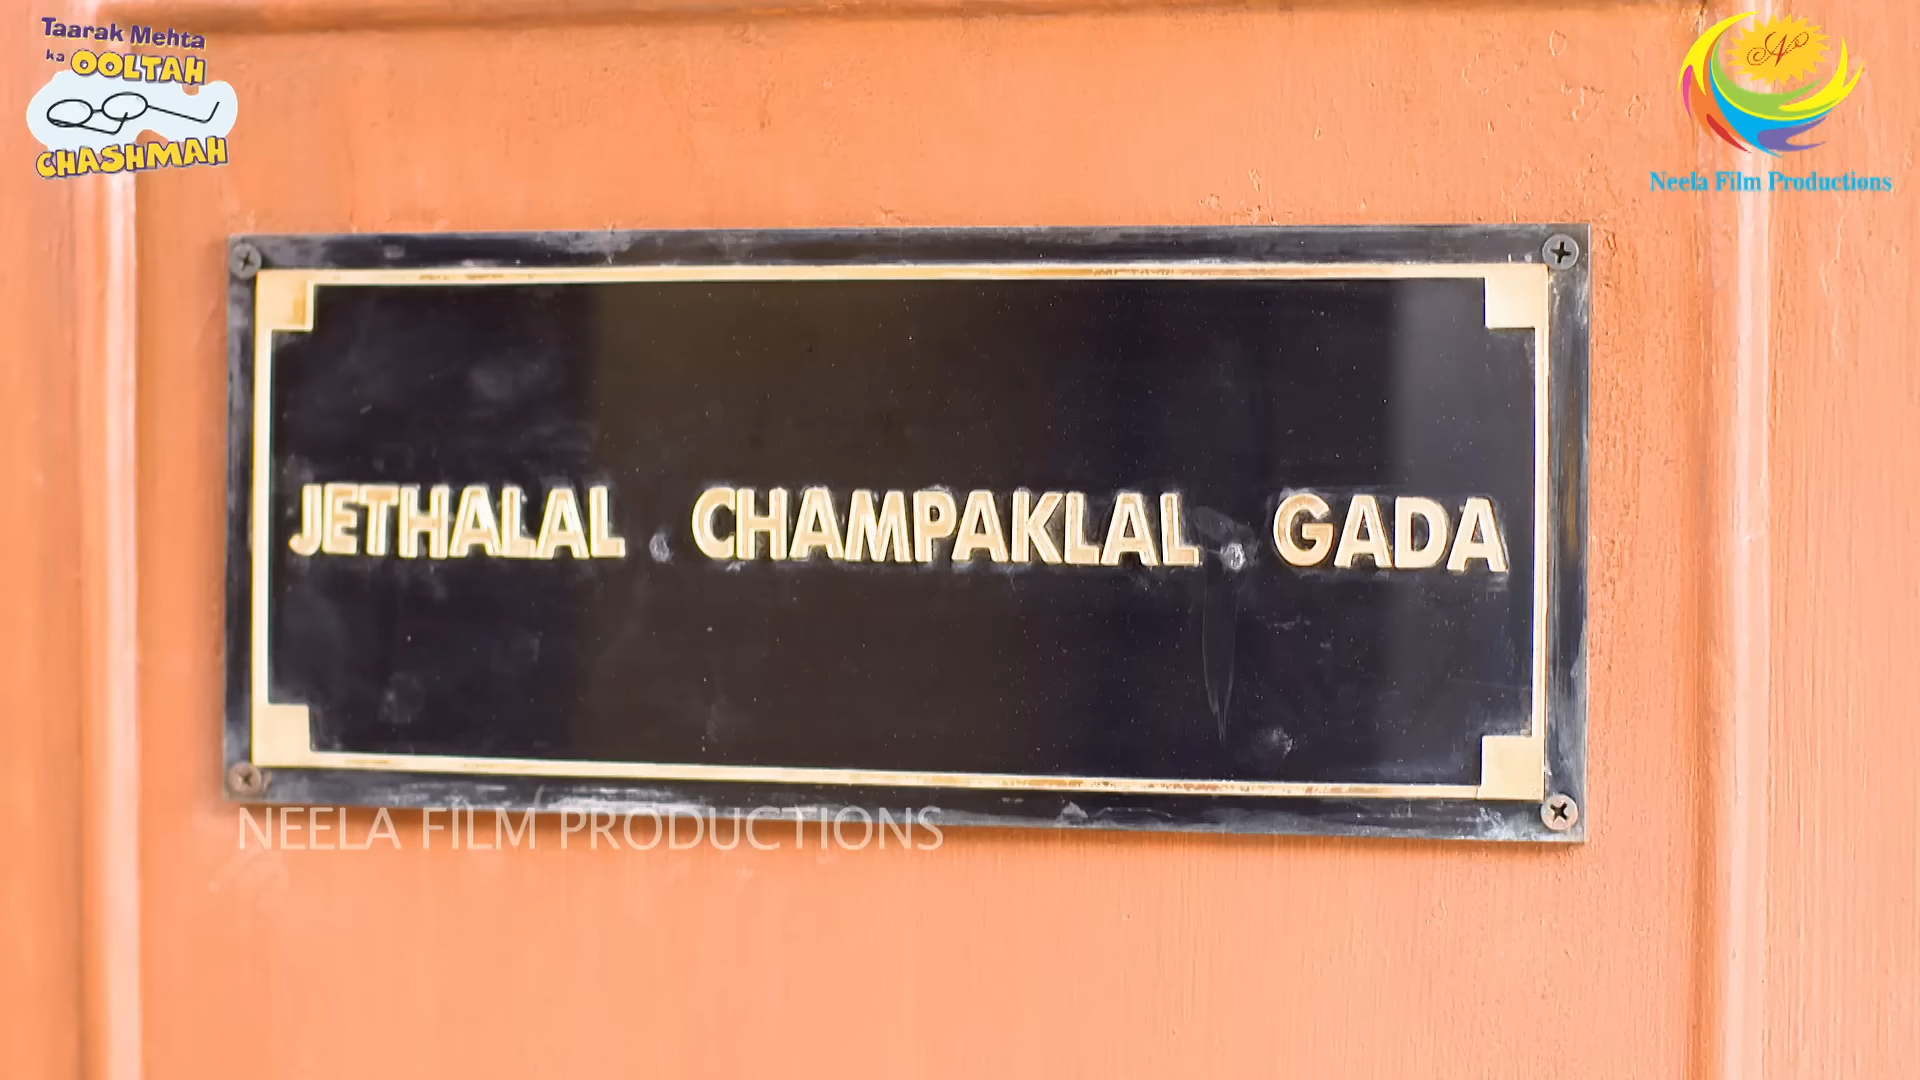 Taarak Mehta
ka OOLTAH
CHASHMAH
N
Neela Film Productions
JETHALAL CHAMPAKLAL GADA
NEELA FILM PRODUCTIONS